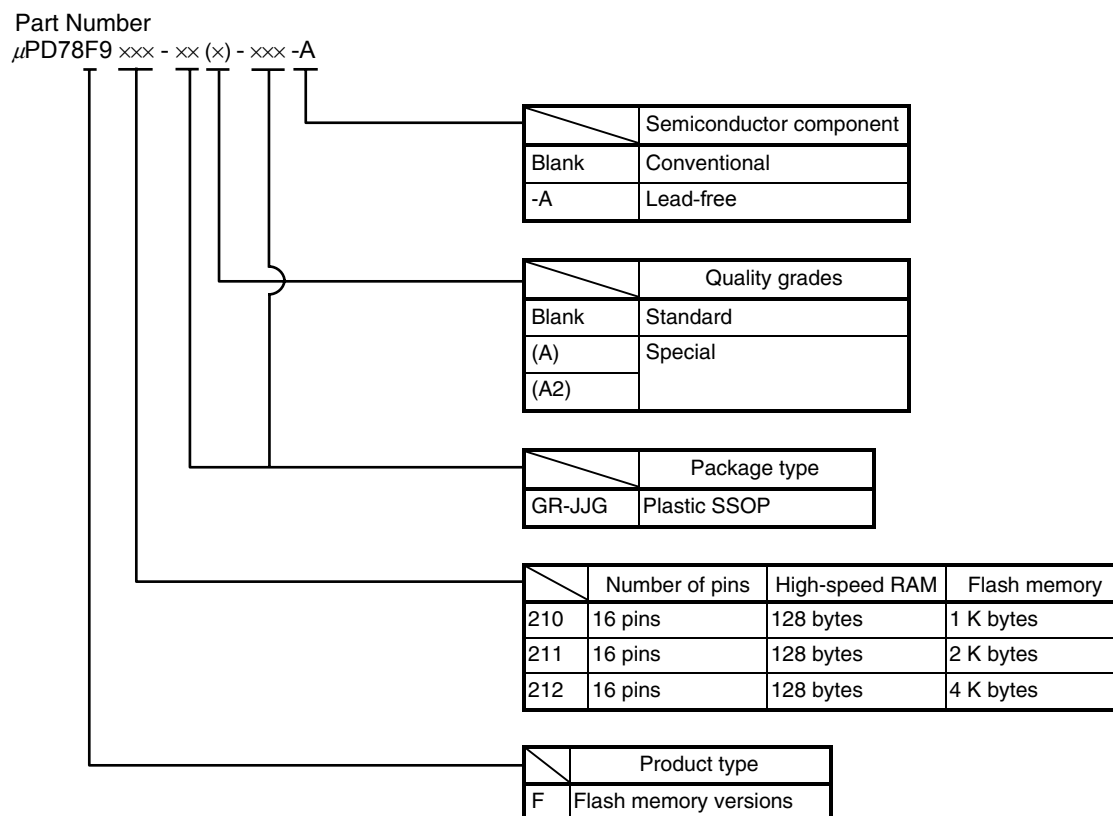 Part Number
μPD78F9 ××× - ×× (×) - ××× -A
Semiconductor component
Blank Conventional
-A Lead-free
Quality grades
Blank Standard
(A) Special
(A2)
Package type
GR-JJG Plastic SSOP
Number of pins High-speed RAM Flash memory
210 16 pins 128 bytes 1 K bytes
211 16 pins 128 bytes 2 K bytes
212 16 pins 128 bytes 4 K bytes
Product type
F Flash memory versions